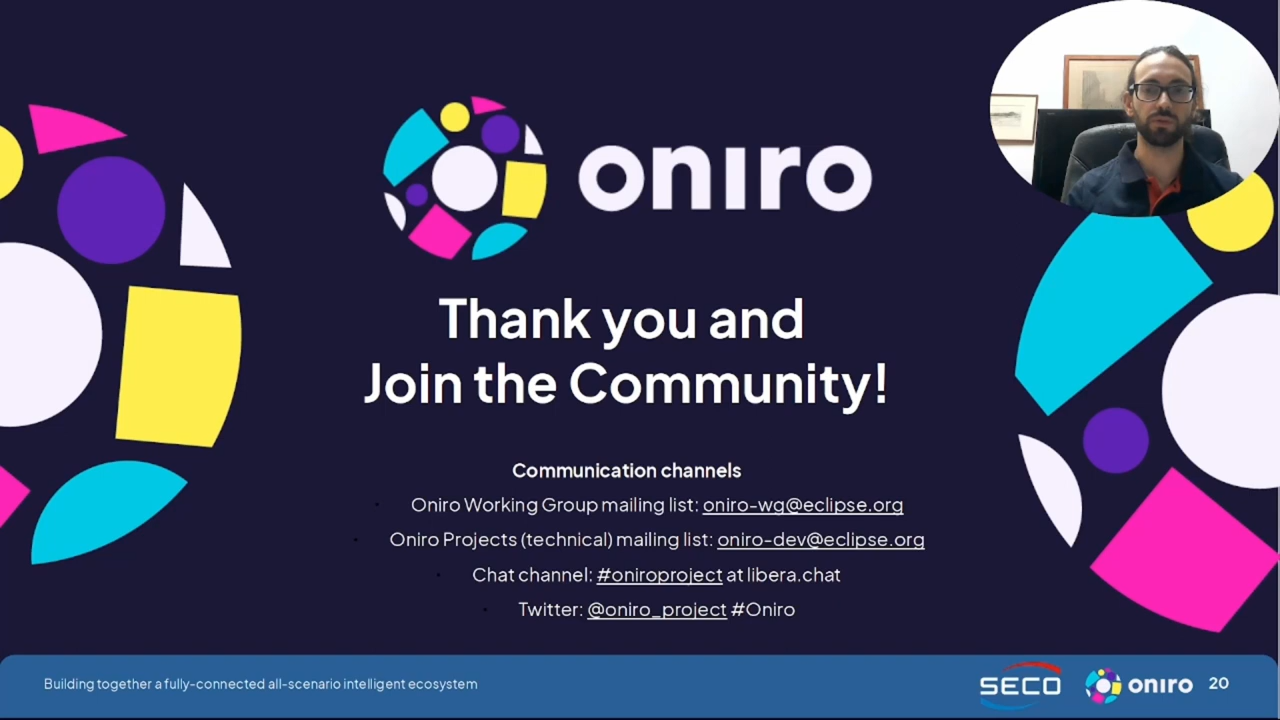 oniro
Thank you and
Join the Community!
Communication channels
Oniro Working Group mailing list: oniro-wg@eclipse.org
Oniro Projects (technical) mailing list: oniro-dev@eclipse.org
Chat channel: #oniroproject at libera.chat
Twitter: @oniro_project #Oniro
Building together a fully-connected all-scenario intelligent ecosystem
SECO oniro 20